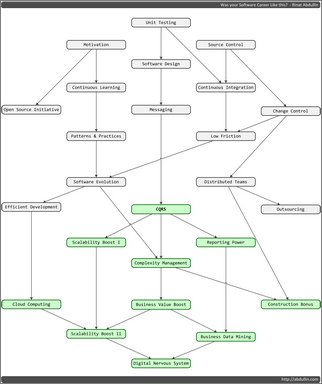 Was your Software Career Like this? - Rinat Abdullin
Unit Testing
Motivation
Source Control
Software Design
Continuous Learning
Continuous Integration
Open Source Initiative
Messaging
Change Control
Patterns & Practices
Low Friction
Software Evolution
Distributed Teams
Efficient Development
CQRS
Outsourcing
Scalability Boost I
Reporting Power
Complexity Management
Cloud Computing
Business Value Boost
Construction Bonus
Scalability Boost II
Business Data Mining
Digital Nervous System
http://abdullin.com